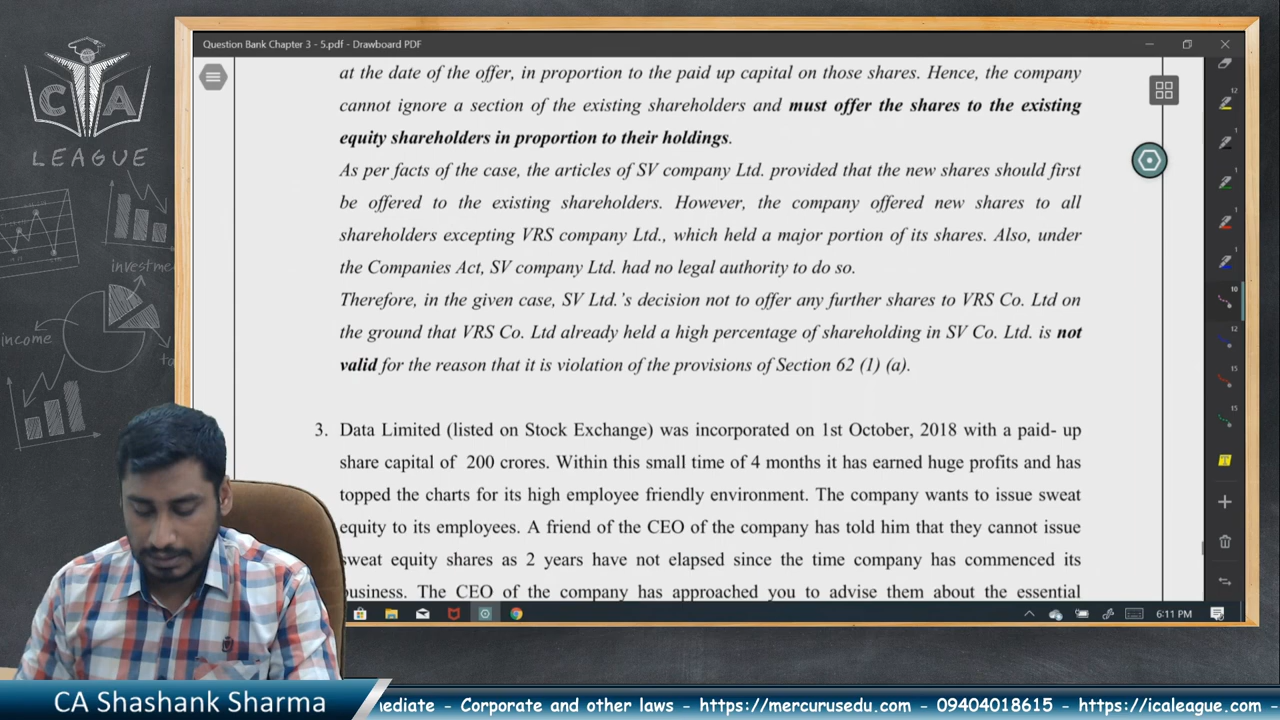 Question Bank Chapter 3 - 5.pdf - Drawboard PDF
at the date of the offer, in proportion to the paid up capital on those shares. Hence, the company
cannot ignore a section of the existing shareholders and must offer the shares to the existing
equity shareholders in proportion to their holdings.
As per facts of the case, the articles of SV company Ltd. provided that the new shares should first
be offered to the existing shareholders. However, the company offered new shares to all
shareholders excepting VRS company Ltd., which held a major portion of its shares. Also, under
the Companies Act, SV company Ltd. had no legal authority to do so.
Therefore, in the given case, SV Ltd.'s decision not to offer any further shares to VRS Co. Ltd on
the ground that VRS Co. Ltd already held a high percentage of shareholding in SV Co. Ltd. is not
valid for the reason that it is violation of the provisions of Section 62 (1) (a).
3. Data Limited (listed on Stock Exchange) was incorporated on 1st October, 2018 with a paid- up
share capital of 200 crores. Within this small time of 4 months it has earned huge profits and has
topped the charts for its high employee friendly environment. The company wants to issue sweat
equity to its employees. A friend of the CEO of the company has told him that they cannot issue
sweat equity shares as 2 years have not elapsed since the time company has commenced its
business. The CEO of the company has approached you to advise them about the essential
CA
LEAGUE
investme
income
ta
12
1
1
1
1
10
12
15
15
6:11 PM
CA Shashank Sharma
mediate - Corporate and other laws - https://mercurusedu.com - 09404018615 - https://icaleague.com -